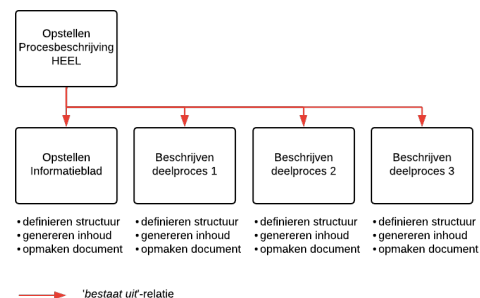 Opstellen
Procesbeschrijving
HEEL
Opstellen
Informatieblad
Beschrijven
deelproces 1
Beschrijven
deelproces 2
Beschrijven
deelproces 3
• definieren structuur
• genereren inhoud
• opmaken document
• definieren structuur
• genereren inhoud
• opmaken document
• definieren structuur
• genereren inhoud
• opmaken document
• definieren structuur
• genereren inhoud
• opmaken document
'bestaat uit'-relatie